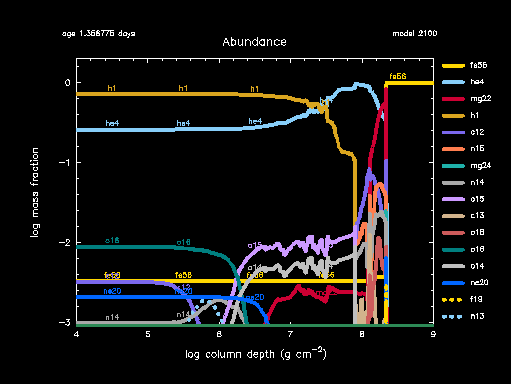 age 1.356775 days
model 2100
Abundance
fe56
he4
mg22
h1
c12
n15
mg24
n14
o15
c13
o18
o16
o14
ne20
f19
n13
fe56
h1 h1 h1
he4 he4 he4
o16 o16
o15
o14
fe56 fe56 fe56 fe56
ne20 ne20
n14 n14
0
−1
−2
−3
4 5 6 7 8 9
log mass fraction
log column depth (g cm−2)